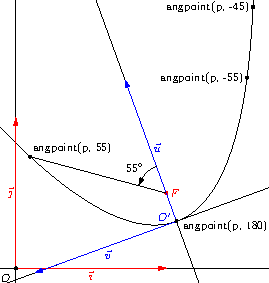 angpoint(p, -45)
angpoint(p, -55)
angpoint(p, 55)
55°
u⃗
F
j⃗
O'
angpoint(p, 180)
v⃗
O
i⃗